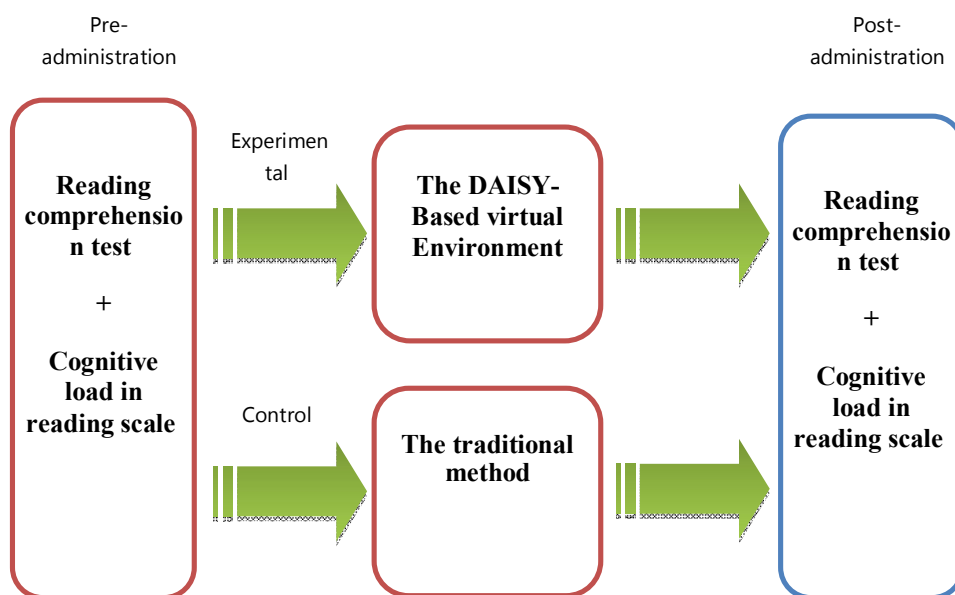 Pre-
administration
Reading
comprehensio
n test
+
Cognitive
load in
reading scale
Experimen
tal
Control
The DAISY-
Based virtual
Environment
The traditional
method
Post-
administration
Reading
comprehensio
n test
+
Cognitive
load in
reading scale